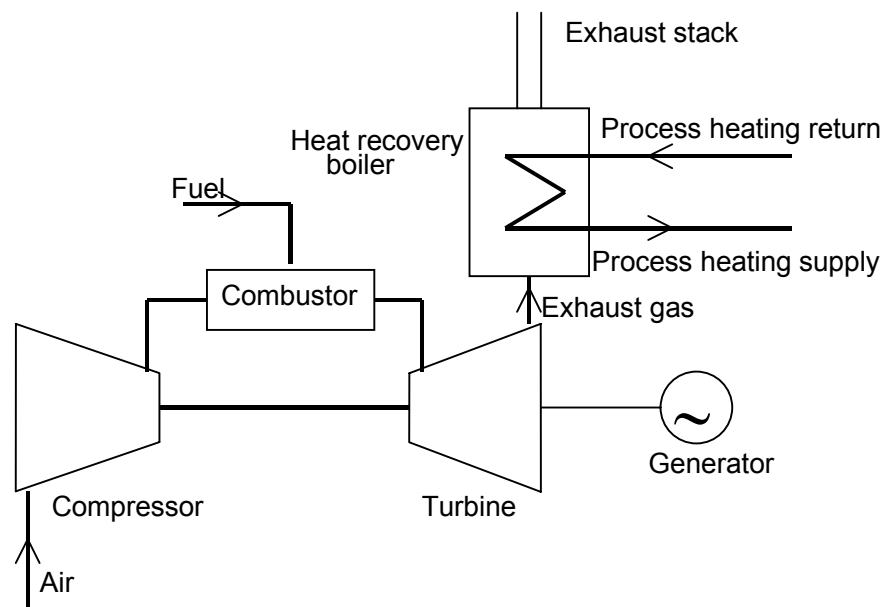 Exhaust stack
Process heating return
Heat recovery
boiler
Fuel
Process heating supply
Combustor
Exhaust gas
~
Generator
Compressor
Turbine
Air